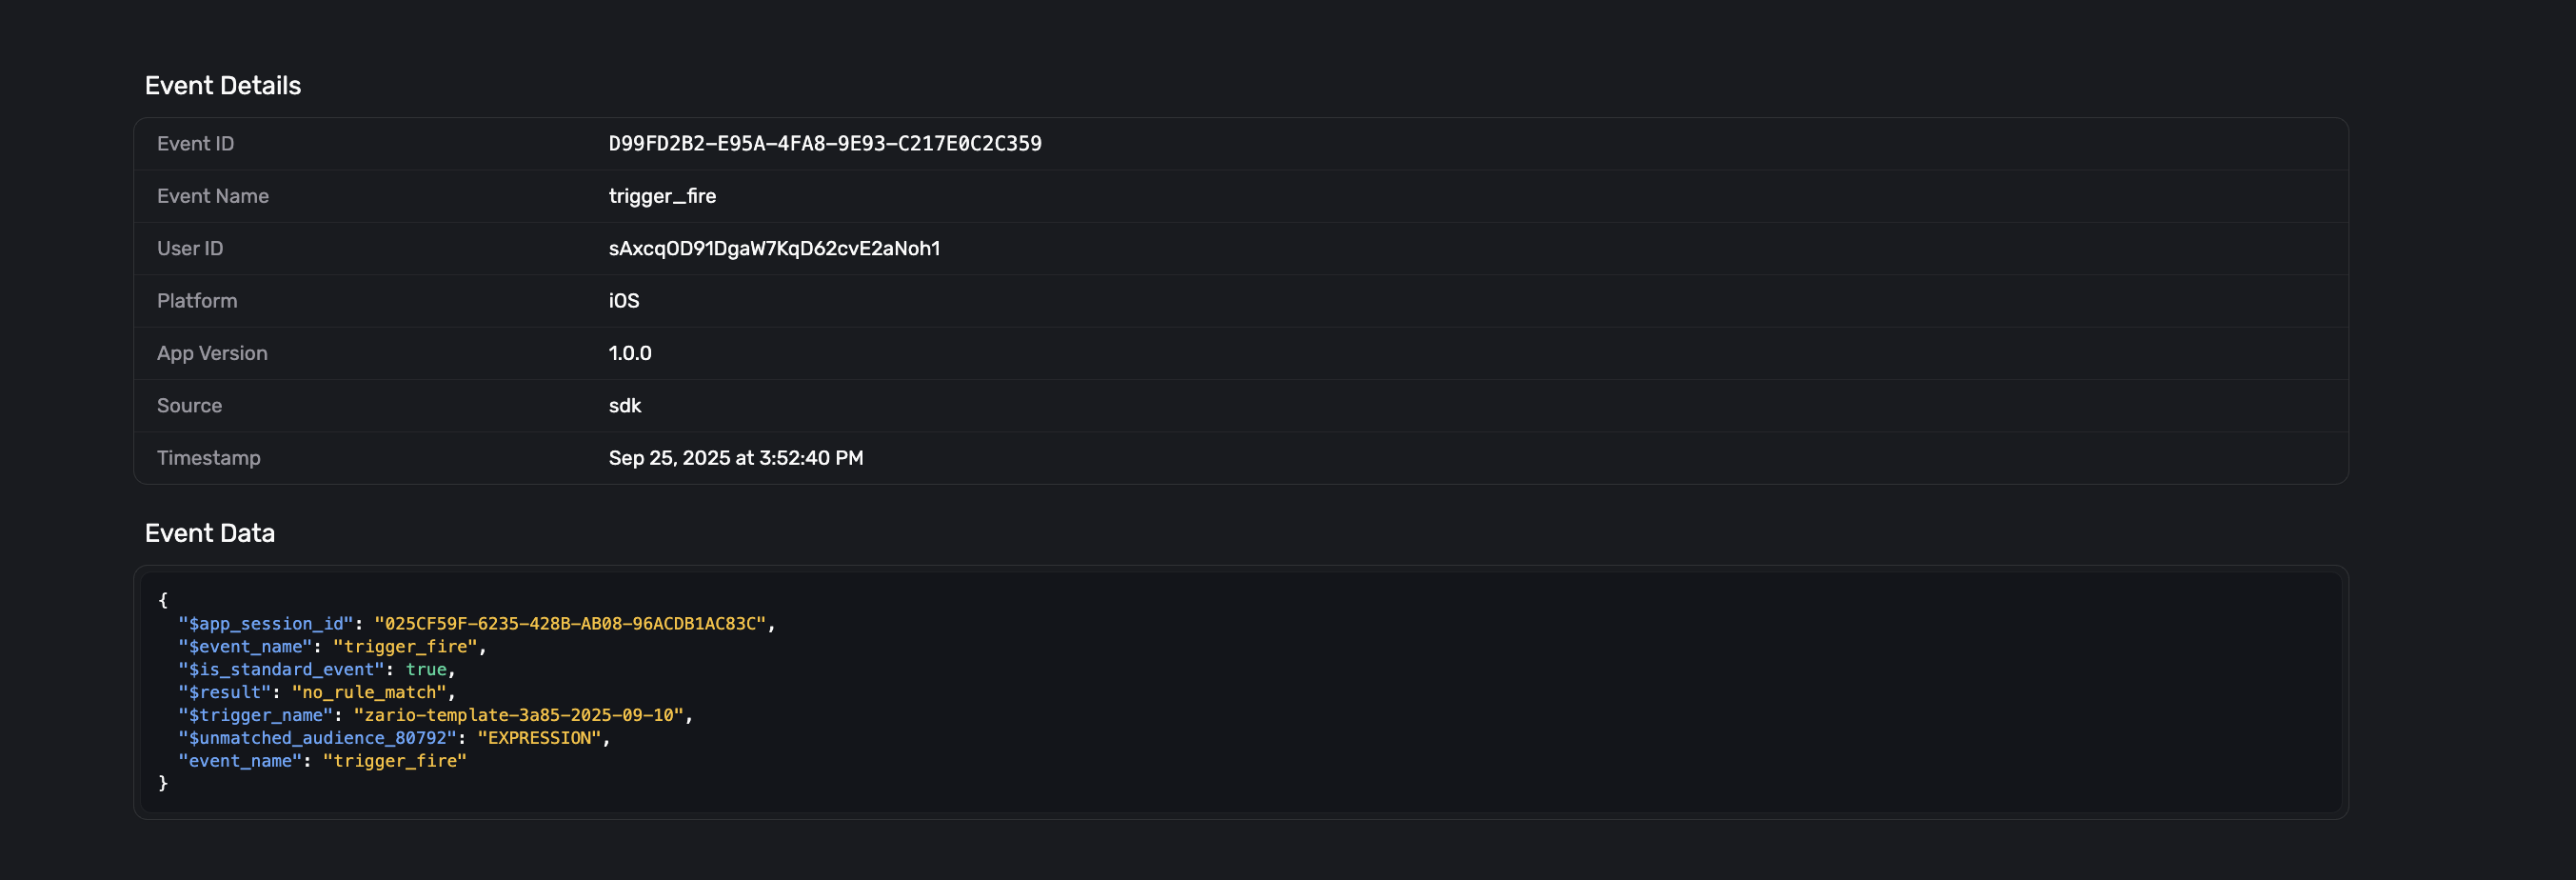 Event Details
Event ID D99FD2B2-E95A-4FA8-9E93-C217E0C2C359
Event Name trigger_fire
User ID sAxcqOD91DgaW7KqD62cvE2aNoh1
Platform iOS
App Version 1.0.0
Source sdk
Timestamp Sep 25, 2025 at 3:52:40 PM
Event Data
{
"$app_session_id": "025CF59F-6235-428B-AB08-96ACDB1AC83C",
"$event_name": "trigger_fire",
"$is_standard_event": true,
"$result": "no_rule_match",
"$trigger_name": "zario-template-3a85-2025-09-10",
"$unmatched_audience_80792": "EXPRESSION",
"event_name": "trigger_fire"
}